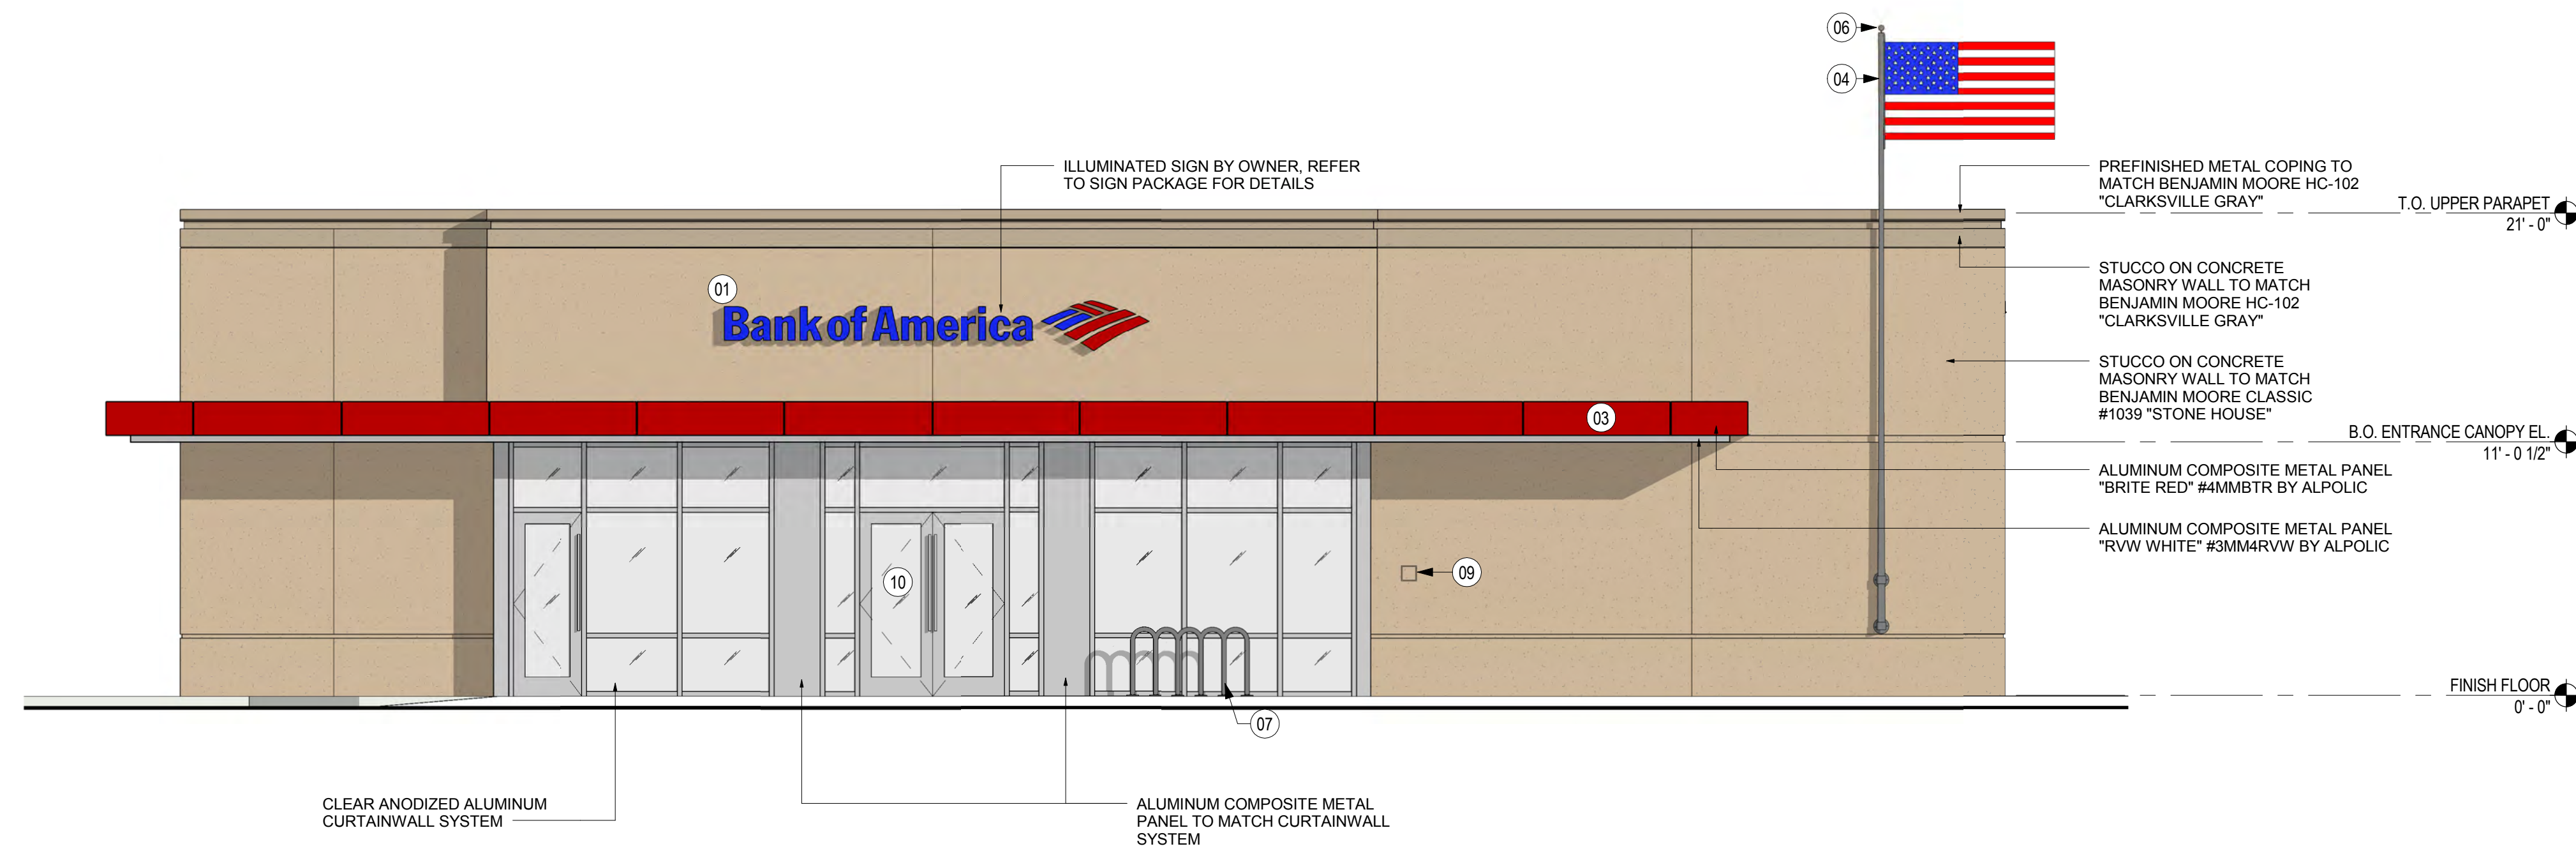 06
04
ILLUMINATED SIGN BY OWNER, REFER
TO SIGN PACKAGE FOR DETAILS
PREFINISHED METAL COPING TO
MATCH BENJAMIN MOORE HC-102
"CLARKSVILLE GRAY"
T.O. UPPER PARAPET
21' - 0"
STUCCO ON CONCRETE
MASONRY WALL TO MATCH
BENJAMIN MOORE HC-102
"CLARKSVILLE GRAY"
01
Bank of America
STUCCO ON CONCRETE
MASONRY WALL TO MATCH
BENJAMIN MOORE CLASSIC
#1039 "STONE HOUSE"
03
B.O. ENTRANCE CANOPY EL.
11' - 0 1/2"
ALUMINUM COMPOSITE METAL PANEL
"BRITE RED" #4MMBTR BY ALPOLIC
ALUMINUM COMPOSITE METAL PANEL
"RVW WHITE" #3MM4RVW BY ALPOLIC
10
09
FINISH FLOOR
0' - 0"
07
CLEAR ANODIZED ALUMINUM
CURTAINWALL SYSTEM
ALUMINUM COMPOSITE METAL
PANEL TO MATCH CURTAINWALL
SYSTEM